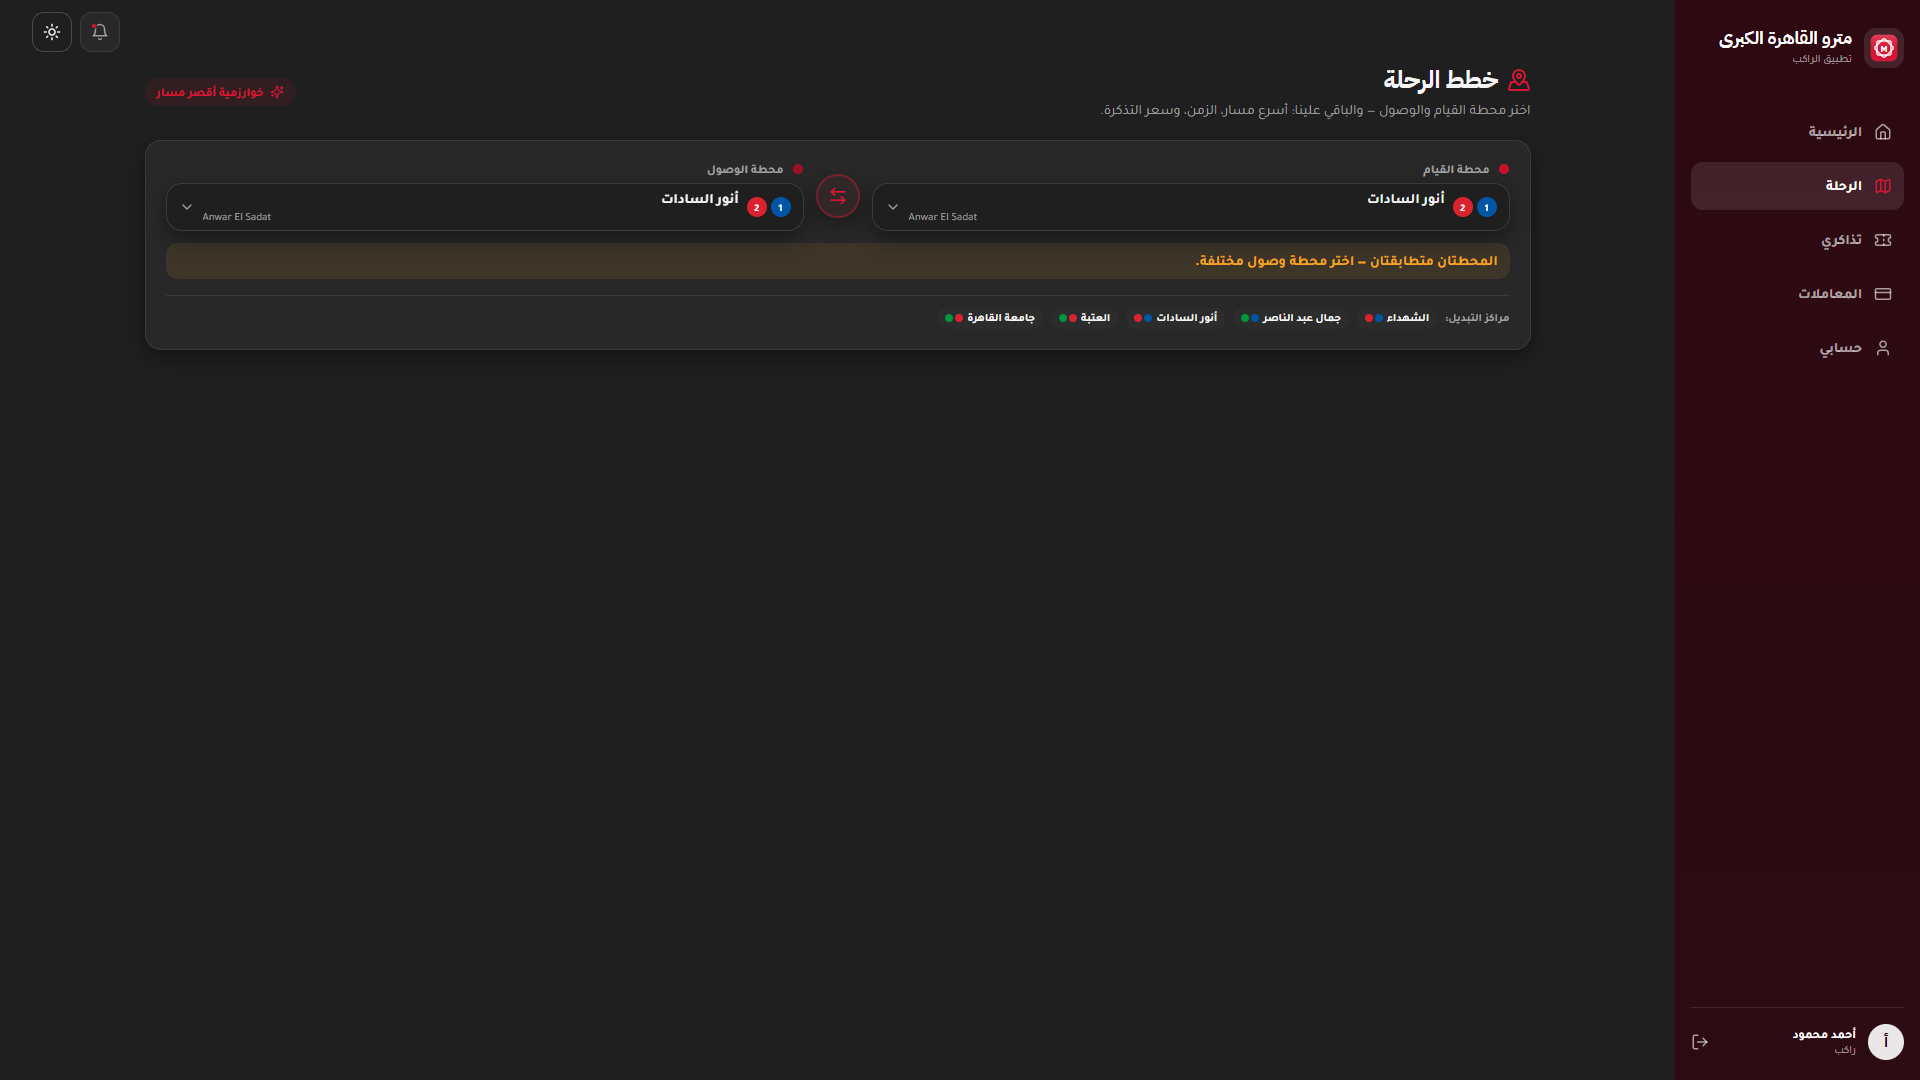 مترو القاهرة الكبرى
تطبيق الراكب
الرئيسية
الرحلة
تذاكري
المعاملات
حسابي
أحمد محمود
راكب
أ
خطط الرحلة
اختر محطة القيام والوصول — والباقي علينا: أسرع مسار، الزمن، وسعر التذكرة.
خوارزمية أقصر مسار
محطة القيام
1 2 أنور السادات
Anwar El Sadat
محطة الوصول
1 2 أنور السادات
Anwar El Sadat
المحطتان متطابقتان — اختر محطة وصول مختلفة.
مراكز التبديل: الشهداء جمال عبد الناصر أنور السادات العتبة جامعة القاهرة